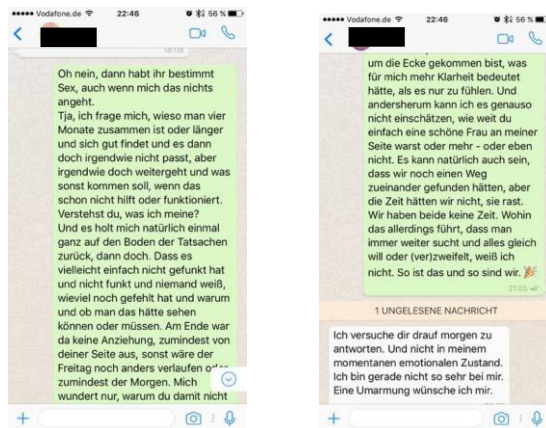 Vodafone.de 22:46 56 %
18:08
Oh nein, dann habt ihr bestimmt
Sex, auch wenn mich das nichts
angeht.
Tja, ich frage mich, wieso man vier
Monate zusammen ist oder länger
und sich gut findet und es dann
doch irgendwie nicht passt, aber
irgendwie doch weitergeht und was
sonst kommen soll, wenn das
schon nicht hilft oder funktioniert.
Verstehst du, was ich meine?
Und es holt mich natürlich einmal
ganz auf den Boden der Tatsachen
zurück, dann doch. Dass es
vielleicht einfach nicht gefunkt hat
und nicht funkt und niemand weiß,
wieviel noch gefehlt hat und warum
und ob man das hätte sehen
können oder müssen. Am Ende war
da keine Anziehung, zumindest von
deiner Seite aus, sonst wäre der
Freitag noch anders verlaufen oder
zumindest der Morgen. Mich
wundert nur, warum du damit nicht
Vodafone.de 22:46 56 %
um die Ecke gekommen bist, was
für mich mehr Klarheit bedeutet
hätte, als es nur zu fühlen. Und
andersherum kann ich es genauso
nicht einschätzen, wie weit du
einfach eine schöne Frau an meiner
Seite warst oder mehr - oder eben
nicht. Es kann natürlich auch sein,
dass wir noch einen Weg
zueinander gefunden hätten, aber
die Zeit hätten wir nicht, sie rast.
Wir haben beide keine Zeit. Wohin
das allerdings führt, dass man
immer weiter sucht und alles gleich
will oder (ver)zweifelt, weiß ich
nicht. So ist das und so sind wir. 🎉
21:05
1 UNGELESENE NACHRICHT
Ich versuche dir drauf morgen zu
antworten. Und nicht in meinem
momentanen emotionalen Zustand.
Ich bin gerade nicht so sehr bei mir.
Eine Umarmung wünsche ich mir.